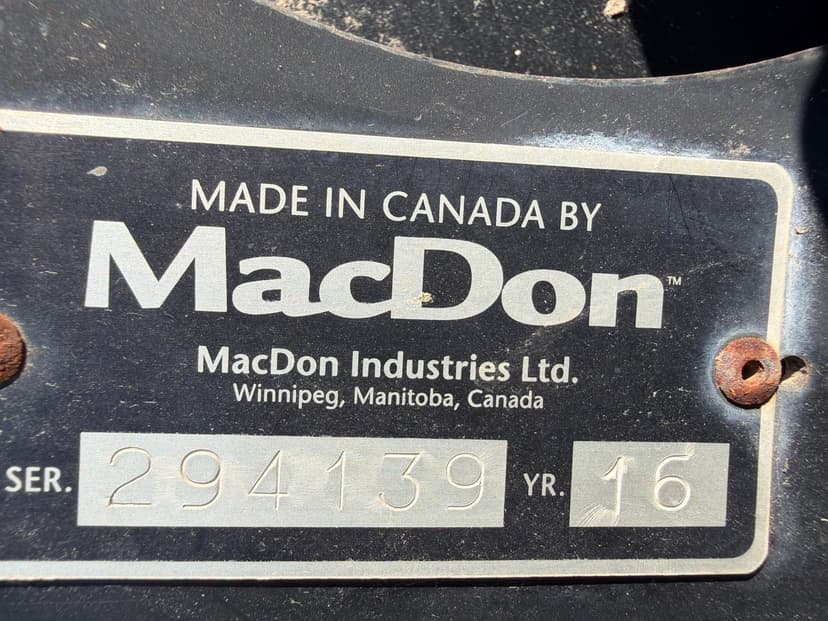 MADE IN CANADA BY
MacDon™
MacDon Industries Ltd.
Winnipeg, Manitoba, Canada
SER. 294139 YR. 16